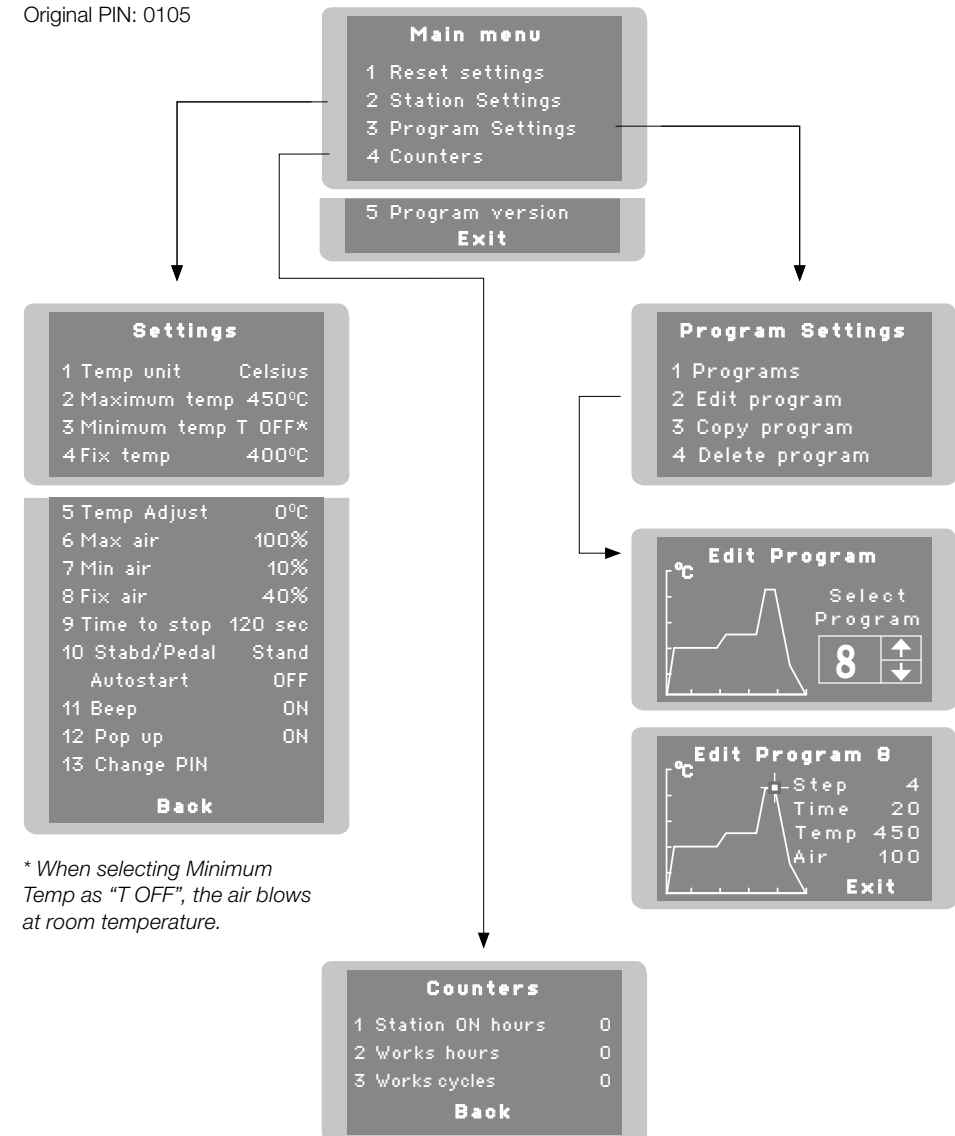 Original PIN: 0105
Main menu
1 Reset settings
2 Station Settings
3 Program Settings
4 Counters
5 Program version
Exit
Settings
1 Temp unit Celsius
2 Maximum temp 450ºC
3 Minimum temp T OFF*
4 Fix temp 400ºC
5 Temp Adjust 0ºC
6 Max air 100%
7 Min air 10%
8 Fix air 40%
9 Time to stop 120 sec
10 Stabd/Pedal Stand
Autostart OFF
11 Beep ON
12 Pop up ON
13 Change PIN
Back
* When selecting Minimum
Temp as “T OFF”, the air blows
at room temperature.
Program Settings
1 Programs
2 Edit program
3 Copy program
4 Delete program
Edit Program
ºC
Select
Program
8
Edit Program 8
ºC
Step 4
Time 20
Temp 450
Air 100
Exit
Counters
1 Station ON hours 0
2 Works hours 0
3 Works cycles 0
Back